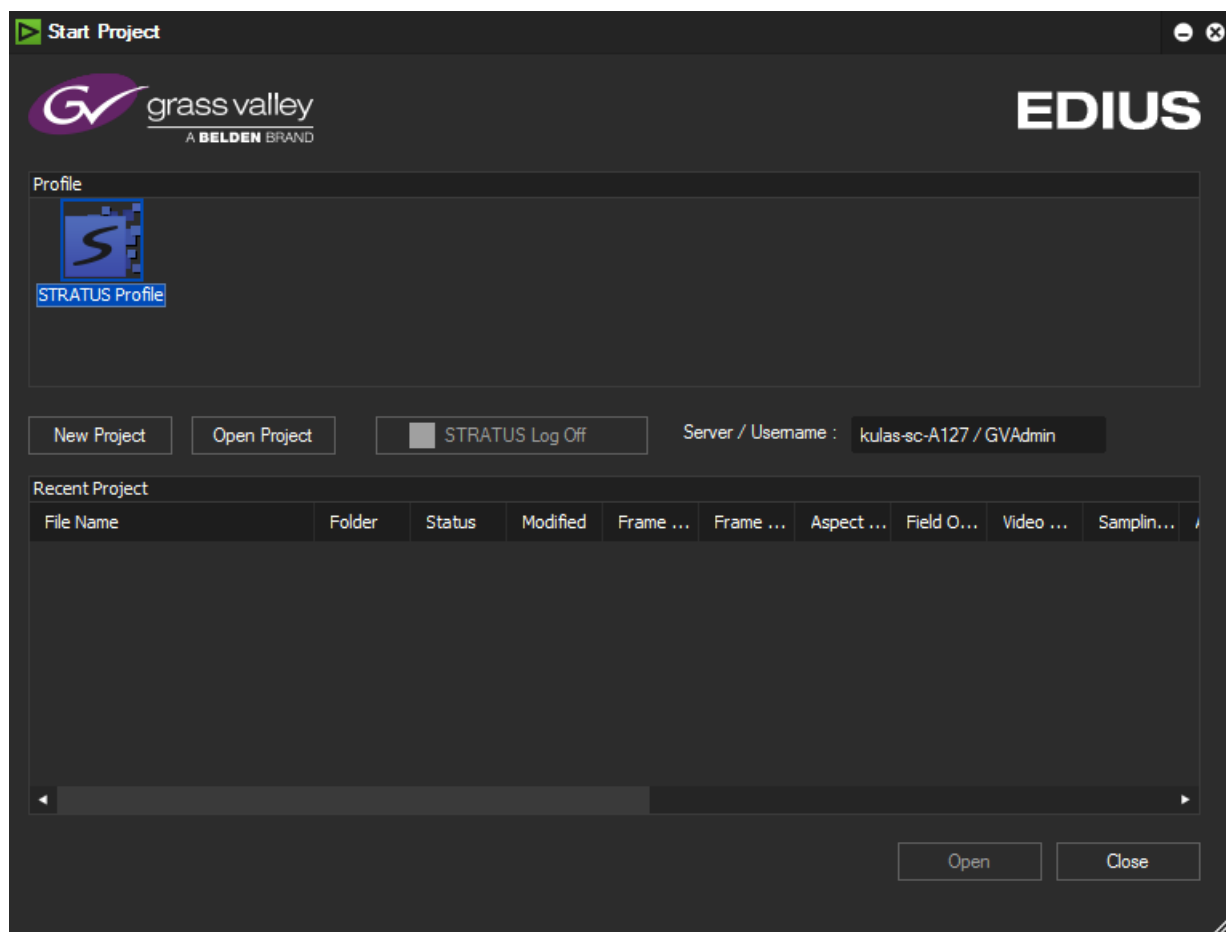 Start Project
GV grass valley
A BELDEN BRAND
EDIUS
Profile
S
STRATUS Profile
New Project
Open Project
STRATUS Log Off
Server / Username :
kulas-sc-A127 / GVAdmin
Recent Project
File Name Folder Status Modified Frame ... Frame ... Aspect ... Field O... Video ... Samplin...
Open
Close